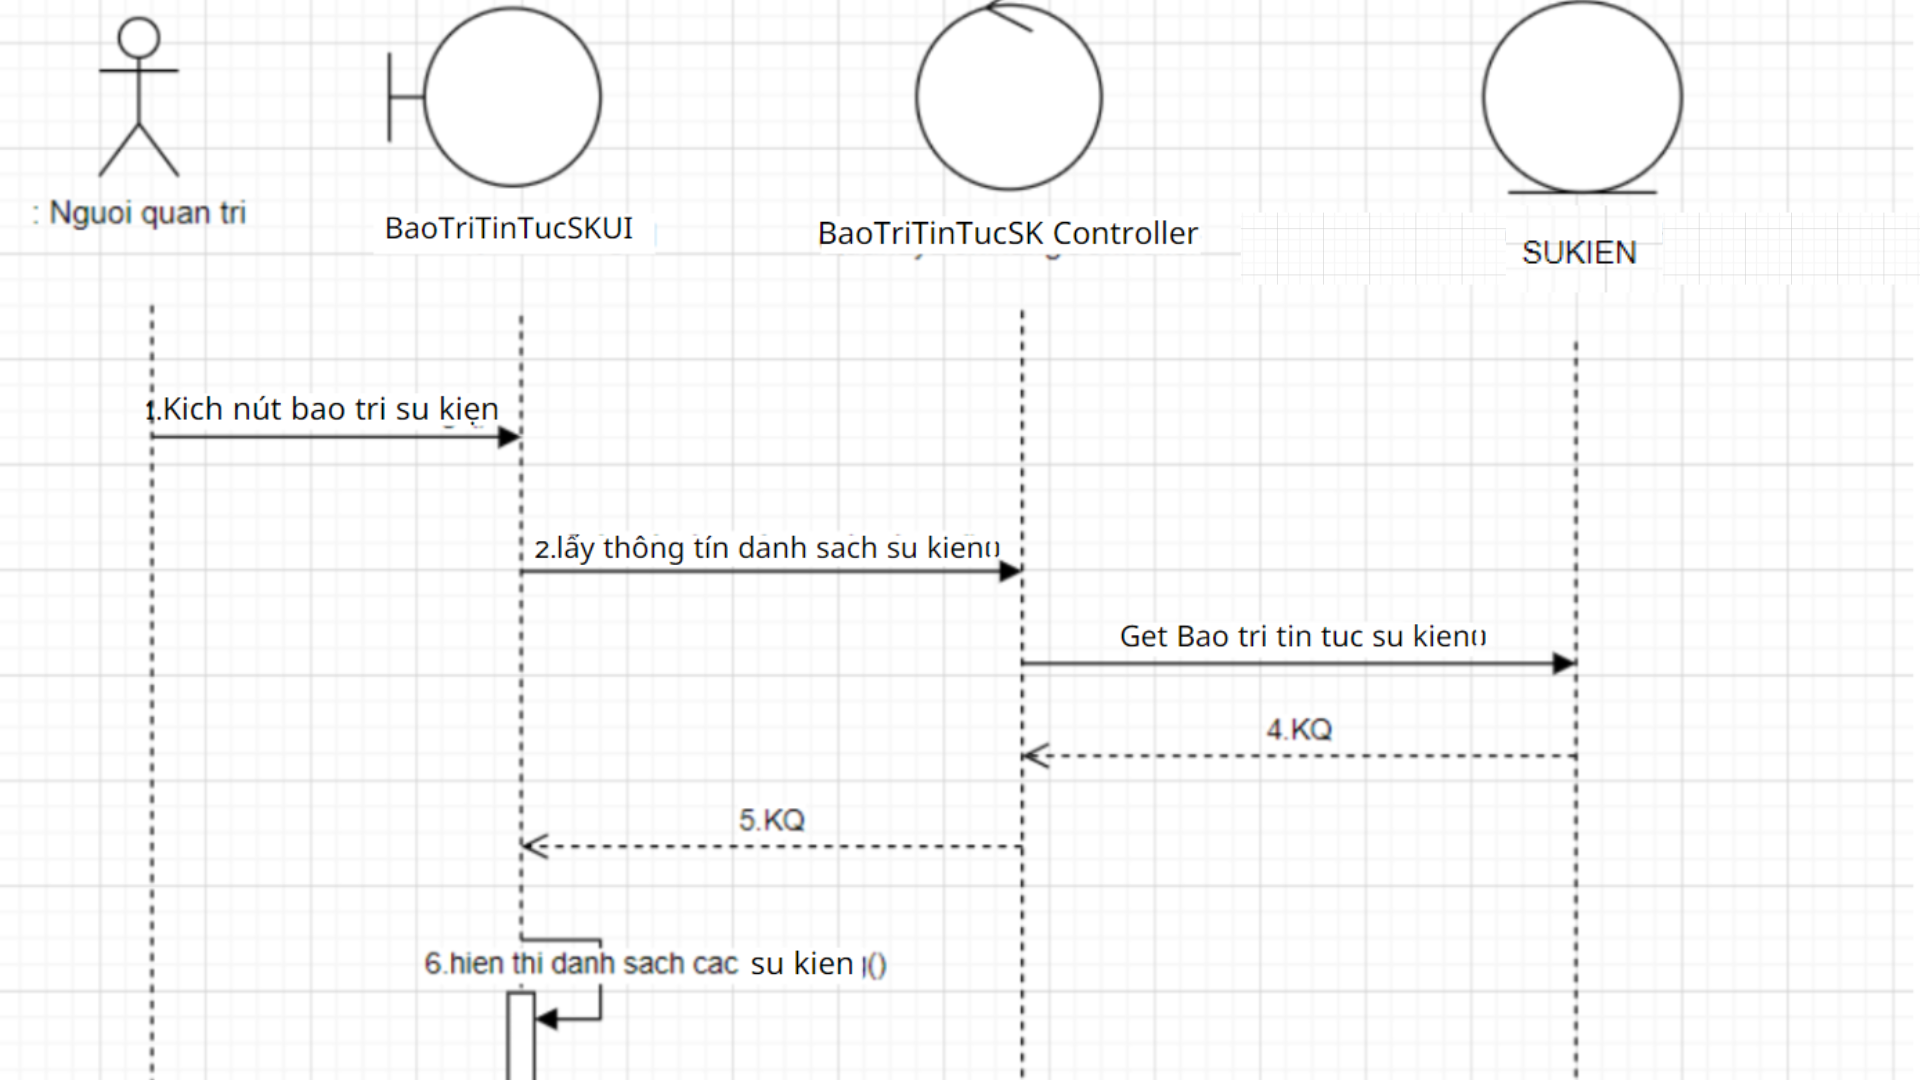 : Nguoi quan tri
BaoTriTinTucSKUI
BaoTriTinTucSK Controller
SUKIEN
1.Kich nút bao tri su kiẹn
2.lấy thông tín danh sach su kien()
Get Bao tri tin tuc su kien()
4.KQ
5.KQ
6.hien thi danh sach cac su kien ()